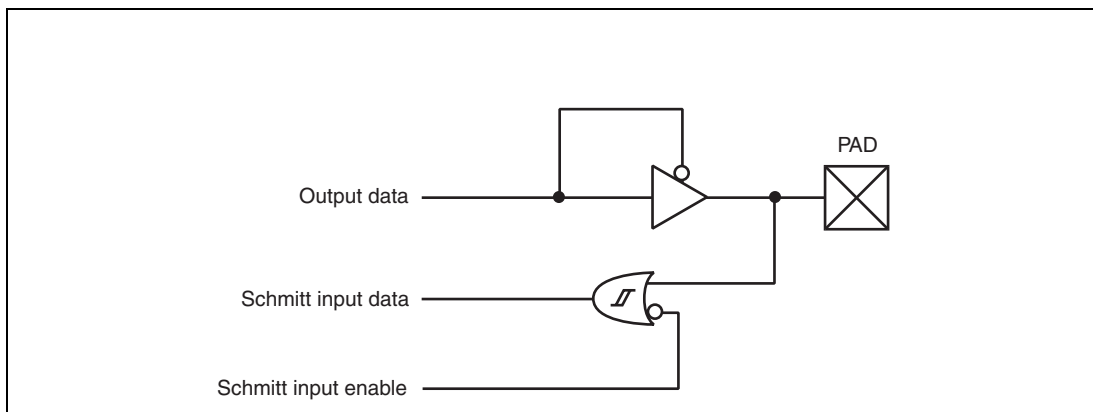 PAD
Output data
Schmitt input data
Schmitt input enable